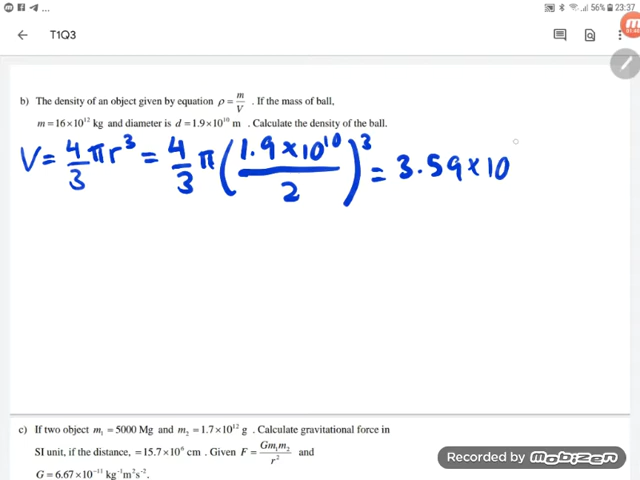 56% 23:37
T1Q3
b) The density of an object given by equation ρ = m/V . If the mass of ball,
m = 16×10¹² kg and diameter is d = 1.9×10¹⁰ m . Calculate the density of the ball.
V = 4/3 πr³ = 4/3 π (1.9 × 10¹⁰ / 2)³ = 3.59 × 10
c) If two object m₁ = 5000 Mg and m₂ = 1.7×10¹² g . Calculate gravitational force in
SI unit, if the distance, = 15.7×10⁶ cm . Given F = Gm₁m₂/r² and
G = 6.67×10⁻¹¹ kg⁻¹m³s⁻².
Recorded by Mobizen